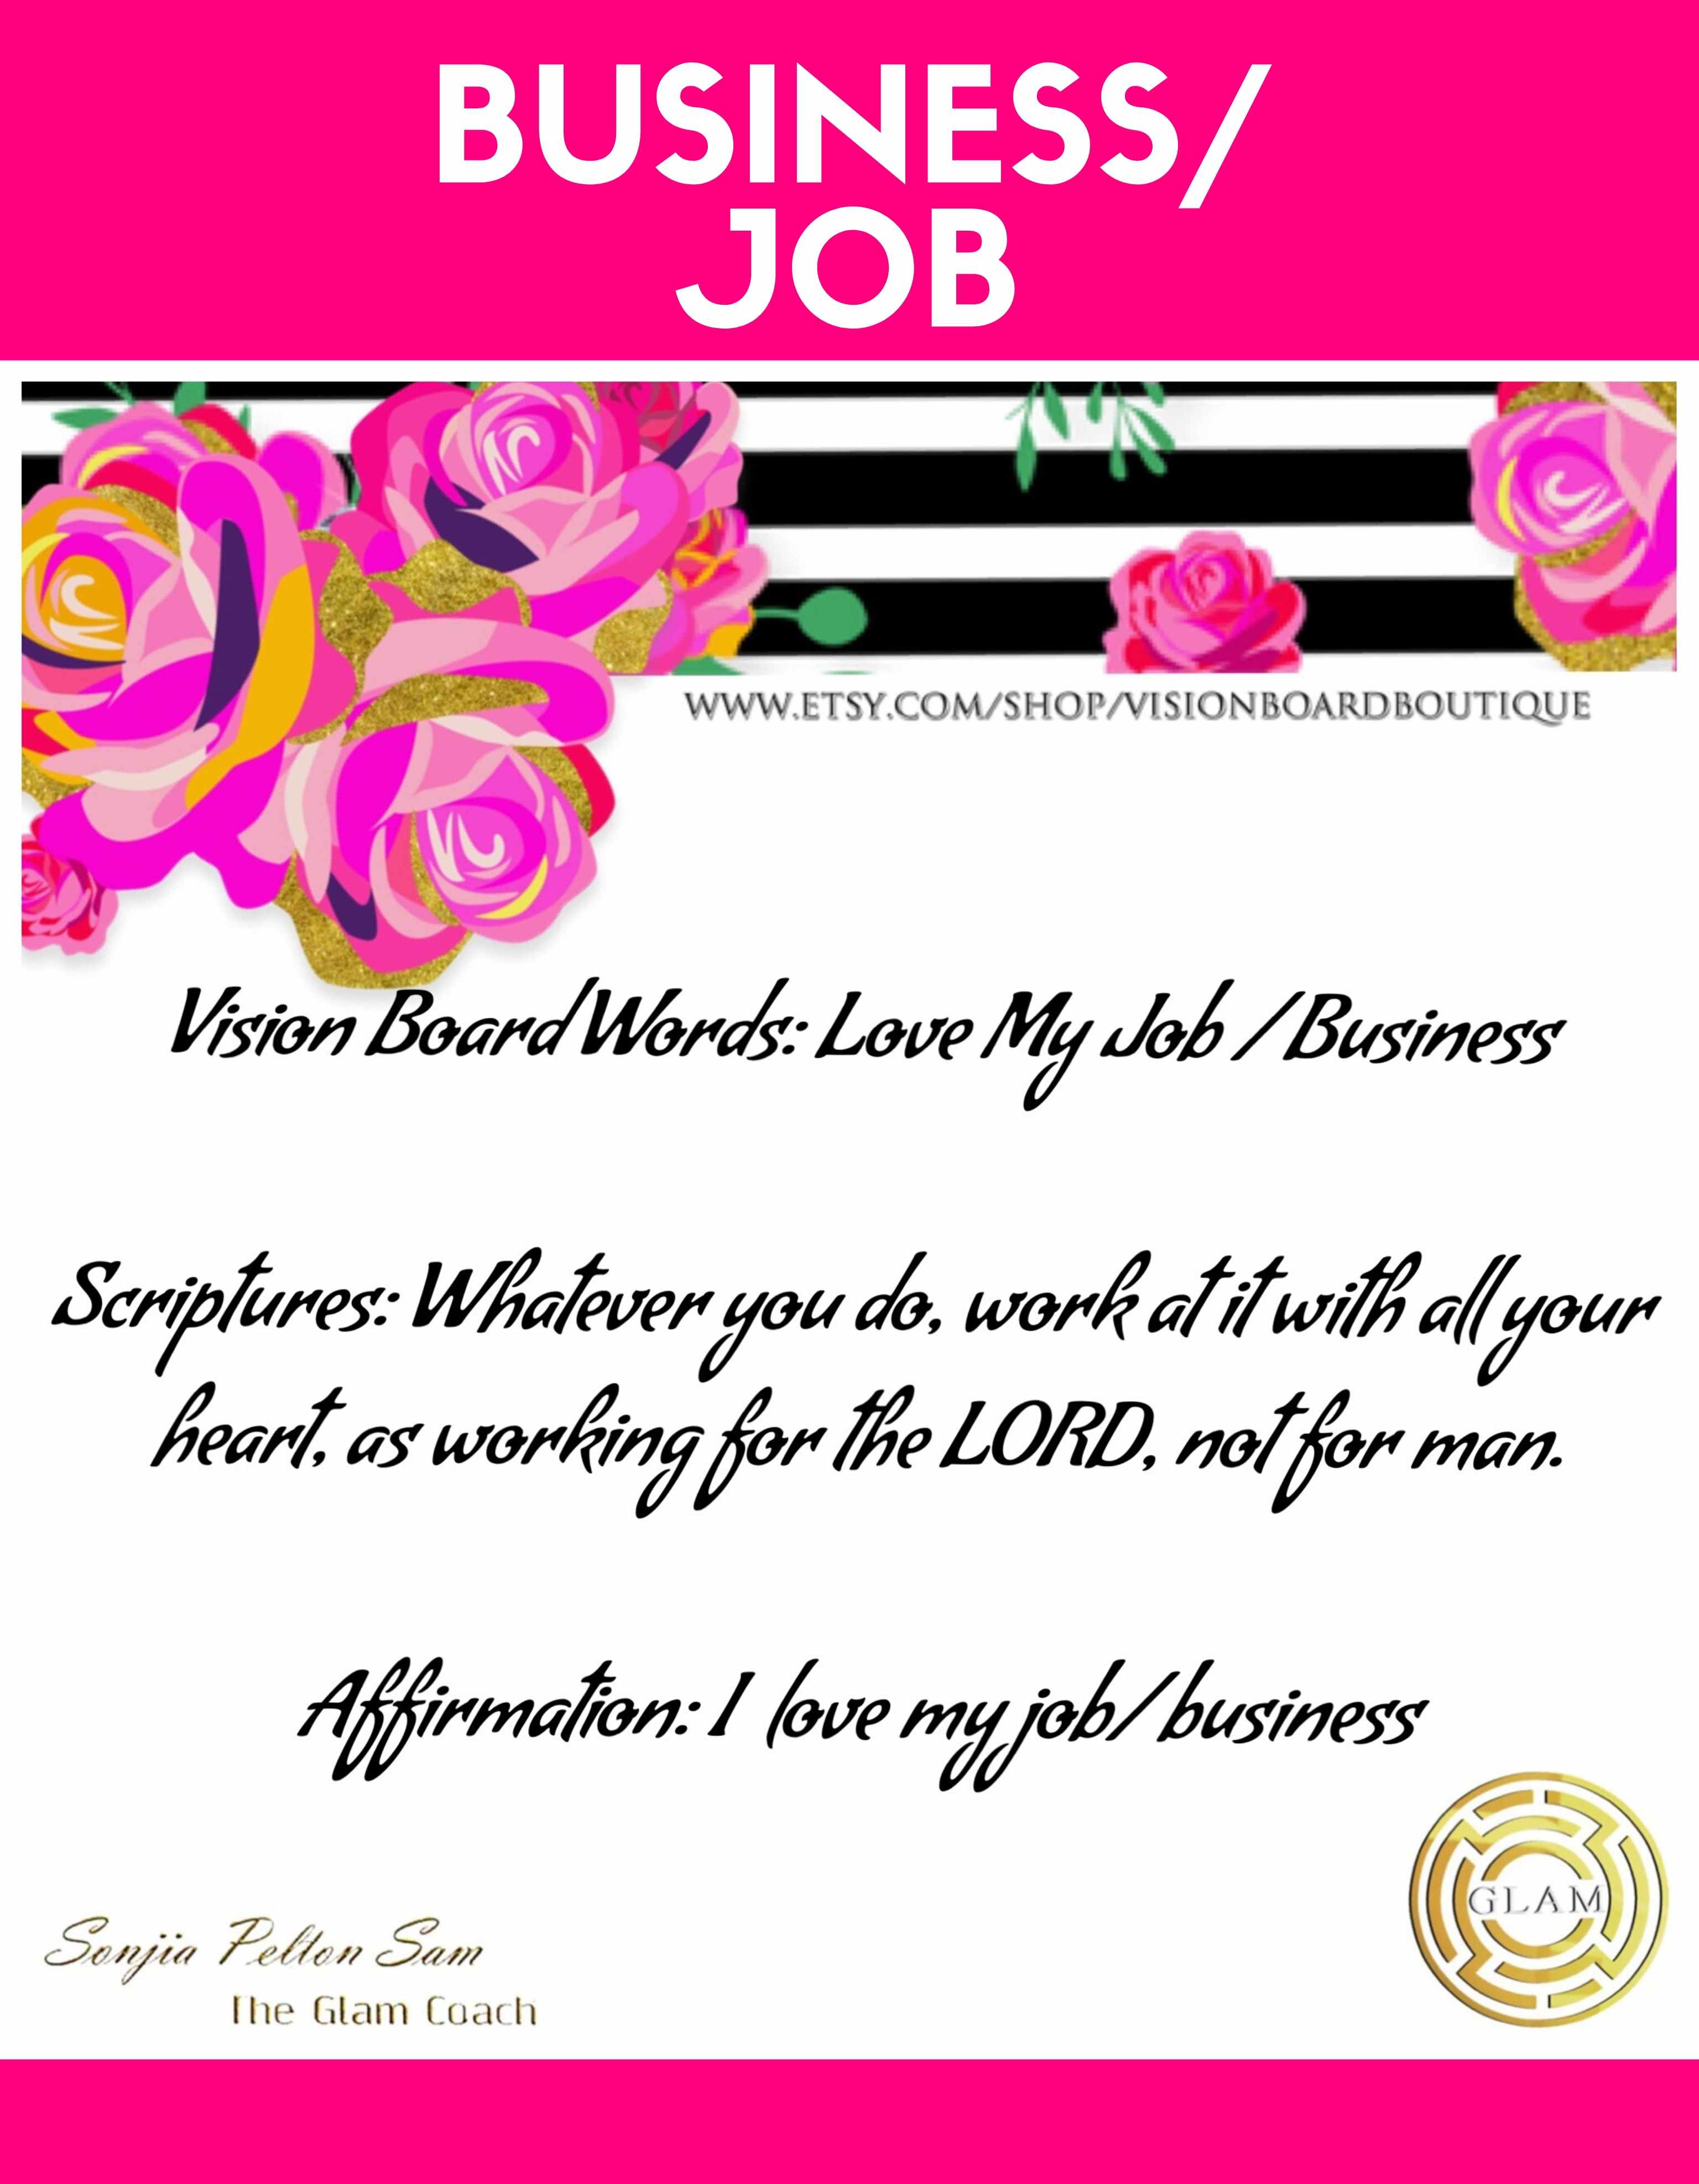 BUSINESS/
JOB
WWW.ETSY.COM/SHOP/VISIONBOARDBOUTIQUE
Vision Board Words: Love My Job / Business
Scriptures: Whatever you do, work at it with all your
heart, as working for the LORD, not for man.
Affirmation: I love my job/ business
GLAM
Sonjia Pelton Sam
The Glam Coach